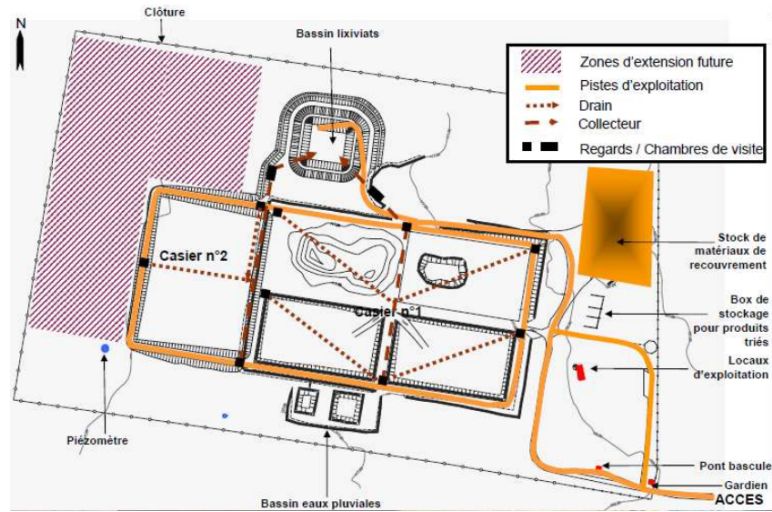 Clôture
N
Bassin lixiviats
Zones d'extension future
Pistes d'exploitation
Drain
Collecteur
Regards / Chambres de visite
Casier n°2
Stock de
matériaux de
recouvrement
Casier n°1
Box de
stockage
pour produits
triés
Locaux
d'exploitation
Piézomètre
Pont bascule
Gardien
Bassin eaux pluviales
ACCES